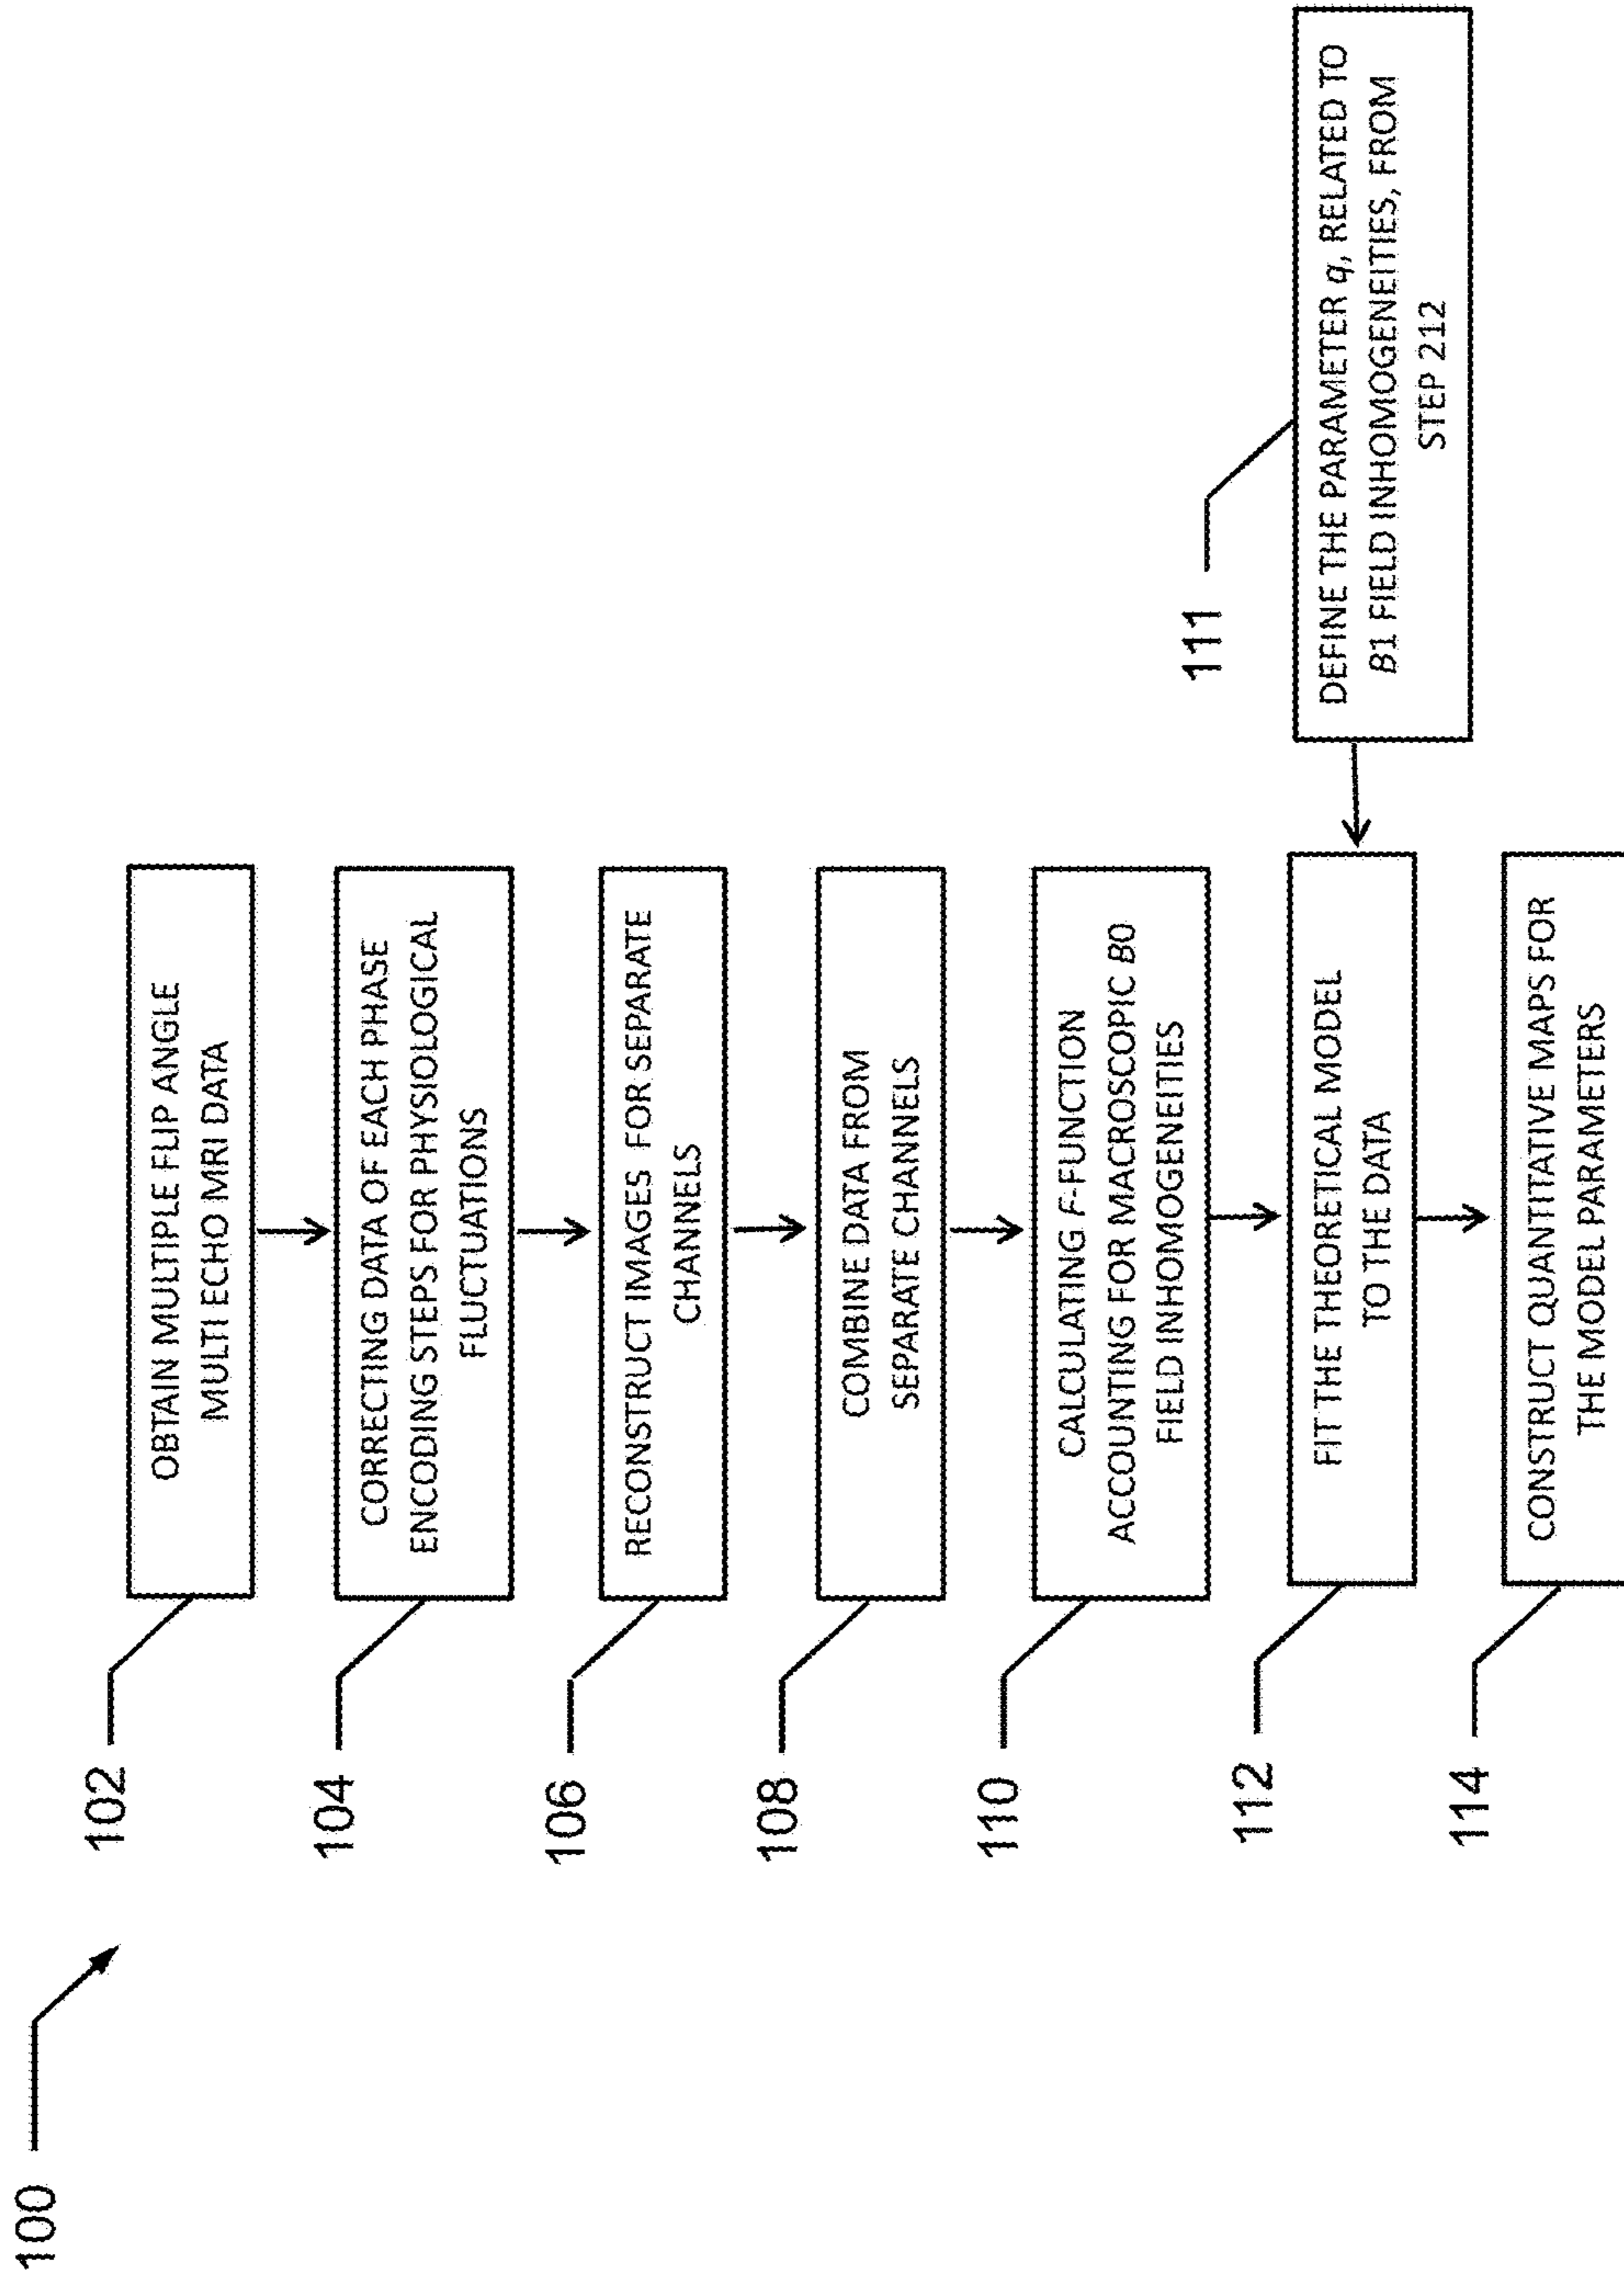 100
102
OBTAIN MULTIPLE FLIP ANGLE
MULTI ECHO MRI DATA
104
CORRECTING DATA OF EACH PHASE
ENCODING STEPS FOR PHYSIOLOGICAL
FLUCTUATIONS
106
RECONSTRUCT IMAGES FOR SEPARATE
CHANNELS
108
COMBINE DATA FROM
SEPARATE CHANNELS
110
CALCULATING F-FUNCTION
ACCOUNTING FOR MACROSCOPIC B0
FIELD INHOMOGENEITIES
111
DEFINE THE PARAMETER q, RELATED TO
B1 FIELD INHOMOGENEITIES, FROM
STEP 212
112
FIT THE THEORETICAL MODEL
TO THE DATA
114
CONSTRUCT QUANTITATIVE MAPS FOR
THE MODEL PARAMETERS